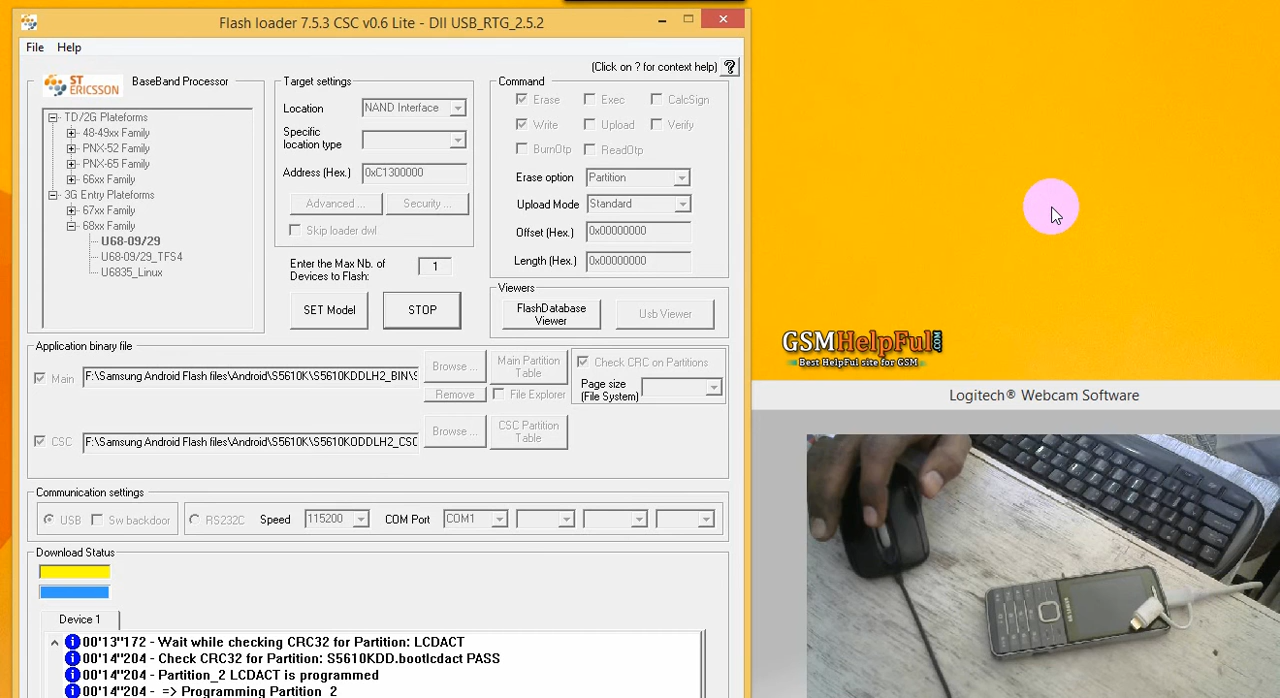 Flash loader 7.5.3 CSC v0.6 Lite - Dll USB_RTG_2.5.2
File Help
(Click on ? for context help) ?
ST ERICSSON
BaseBand Processor
TD/2G Plateforms
48-49xx Family
PNX-52 Family
PNX-65 Family
66xx Family
3G Entry Plateforms
67xx Family
68xx Family
U68-09/29
U68-09/29_TFS4
U6835_Linux
Target settings
Location NAND Interface
Specific location type
Address (Hex.) 0xC1300000
Advanced ... Security ...
Skip loader dwl
Enter the Max Nb. of Devices to Flash: 1
SET Model STOP
Command
Erase Exec CalcSign
Write Upload Verify
BurnOtp ReadOtp
Erase option Partition
Upload Mode Standard
Offset (Hex.) 0x00000000
Length (Hex.) 0x00000000
Viewers
FlashDatabase Viewer Usb Viewer
Application binary file
Main F:\Samsung Android Flash files\Android\S5610K\S5610KDDLH2_BIN\S
Browse ... Main Partition Table
Remove File Explorer
Check CRC on Partitions
Page size (File System)
CSC F:\Samsung Android Flash files\Android\S5610K\S5610KODDLH2_CSC
Browse ... CSC Partition Table
Communication settings
USB Sw backdoor RS232C Speed 115200 COM Port COM1
Download Status
Device 1
00'13"172 - Wait while checking CRC32 for Partition: LCDACT
00'14"204 - Check CRC32 for Partition: S5610KDD.bootlcdact PASS
00'14"204 - Partition_2 LCDACT is programmed
00'14"204 - => Programming Partition_2
GSMHelpFul.COM
Best HelpFul site for GSM
Logitech® Webcam Software
SAMSUNG